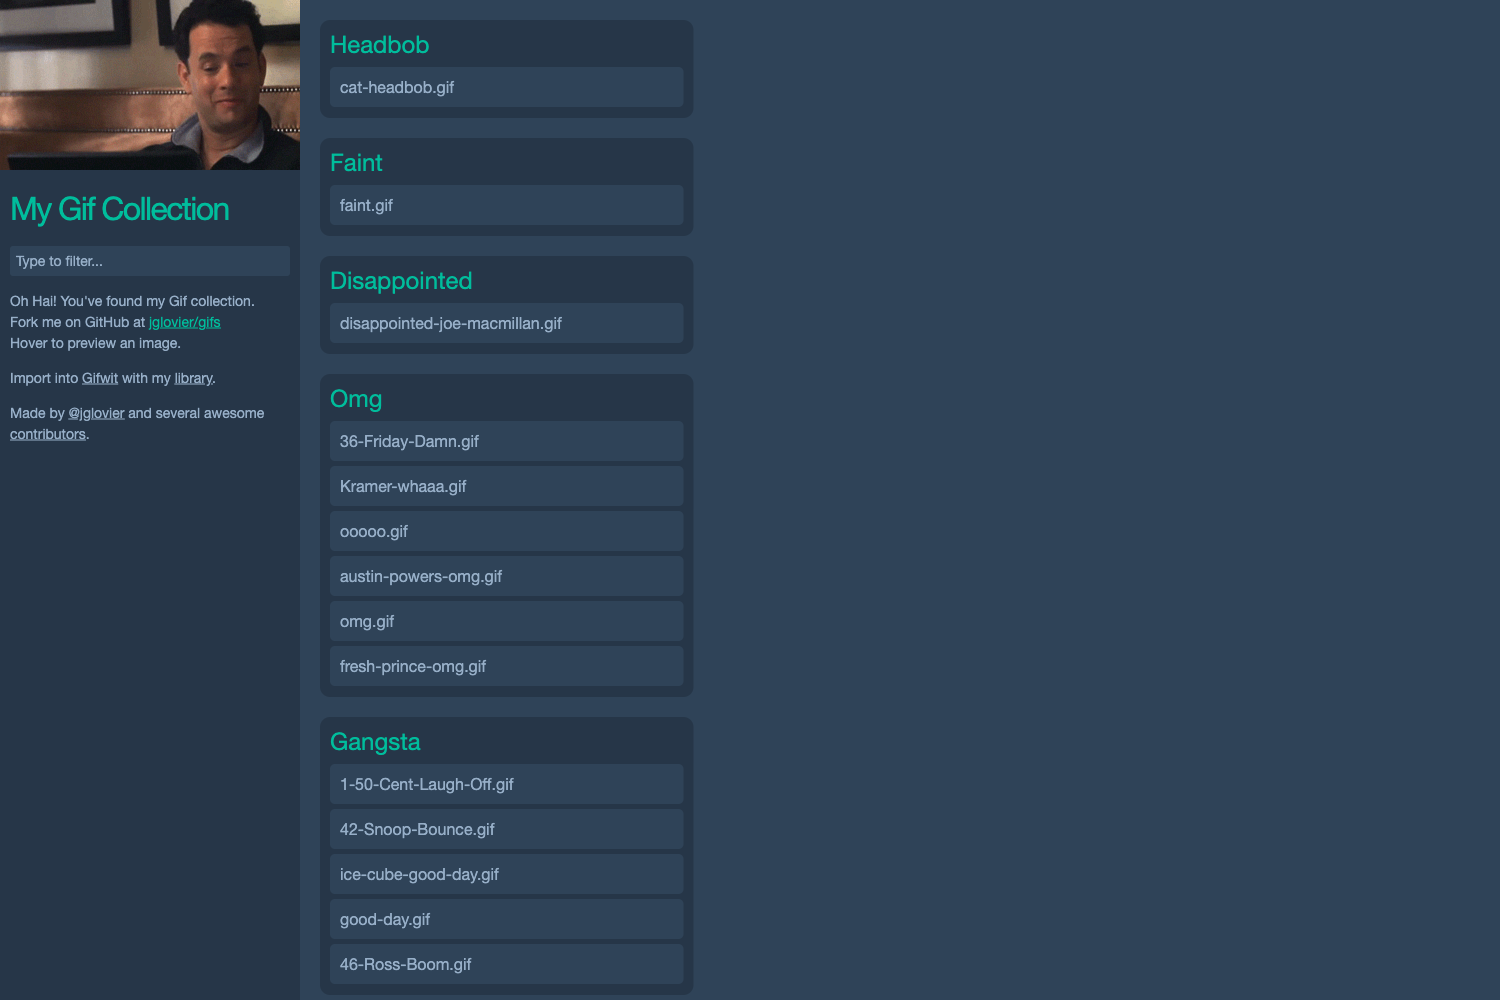 My Gif Collection
Type to filter...
Oh Hai! You've found my Gif collection.
Fork me on GitHub at jglovier/gifs
Hover to preview an image.
Import into Gifwit with my library.
Made by @jglovier and several awesome
contributors.
Headbob
cat-headbob.gif
Faint
faint.gif
Disappointed
disappointed-joe-macmillan.gif
Omg
36-Friday-Damn.gif
Kramer-whaaa.gif
ooooo.gif
austin-powers-omg.gif
omg.gif
fresh-prince-omg.gif
Gangsta
1-50-Cent-Laugh-Off.gif
42-Snoop-Bounce.gif
ice-cube-good-day.gif
good-day.gif
46-Ross-Boom.gif